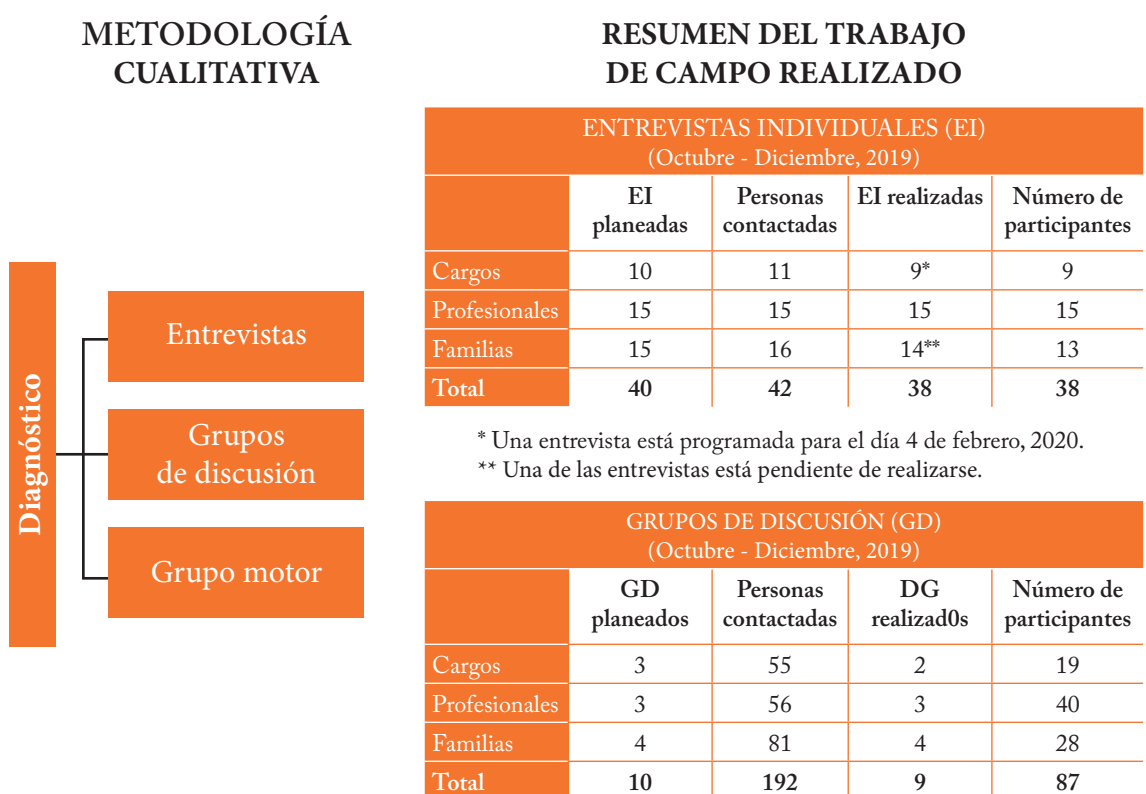 METODOLOGÍA
CUALITATIVA
Diagnóstico
Entrevistas
Grupos
de discusión
Grupo motor
RESUMEN DEL TRABAJO
DE CAMPO REALIZADO
ENTREVISTAS INDIVIDUALES (EI)
(Octubre - Diciembre, 2019)
EI planeadas Personas contactadas EI realizadas Número de participantes
Cargos 10 11 9* 9
Profesionales 15 15 15 15
Familias 15 16 14** 13
Total 40 42 38 38
* Una entrevista está programada para el día 4 de febrero, 2020.
** Una de las entrevistas está pendiente de realizarse.
GRUPOS DE DISCUSIÓN (GD)
(Octubre - Diciembre, 2019)
GD planeados Personas contactadas DG realizad0s Número de participantes
Cargos 3 55 2 19
Profesionales 3 56 3 40
Familias 4 81 4 28
Total 10 192 9 87